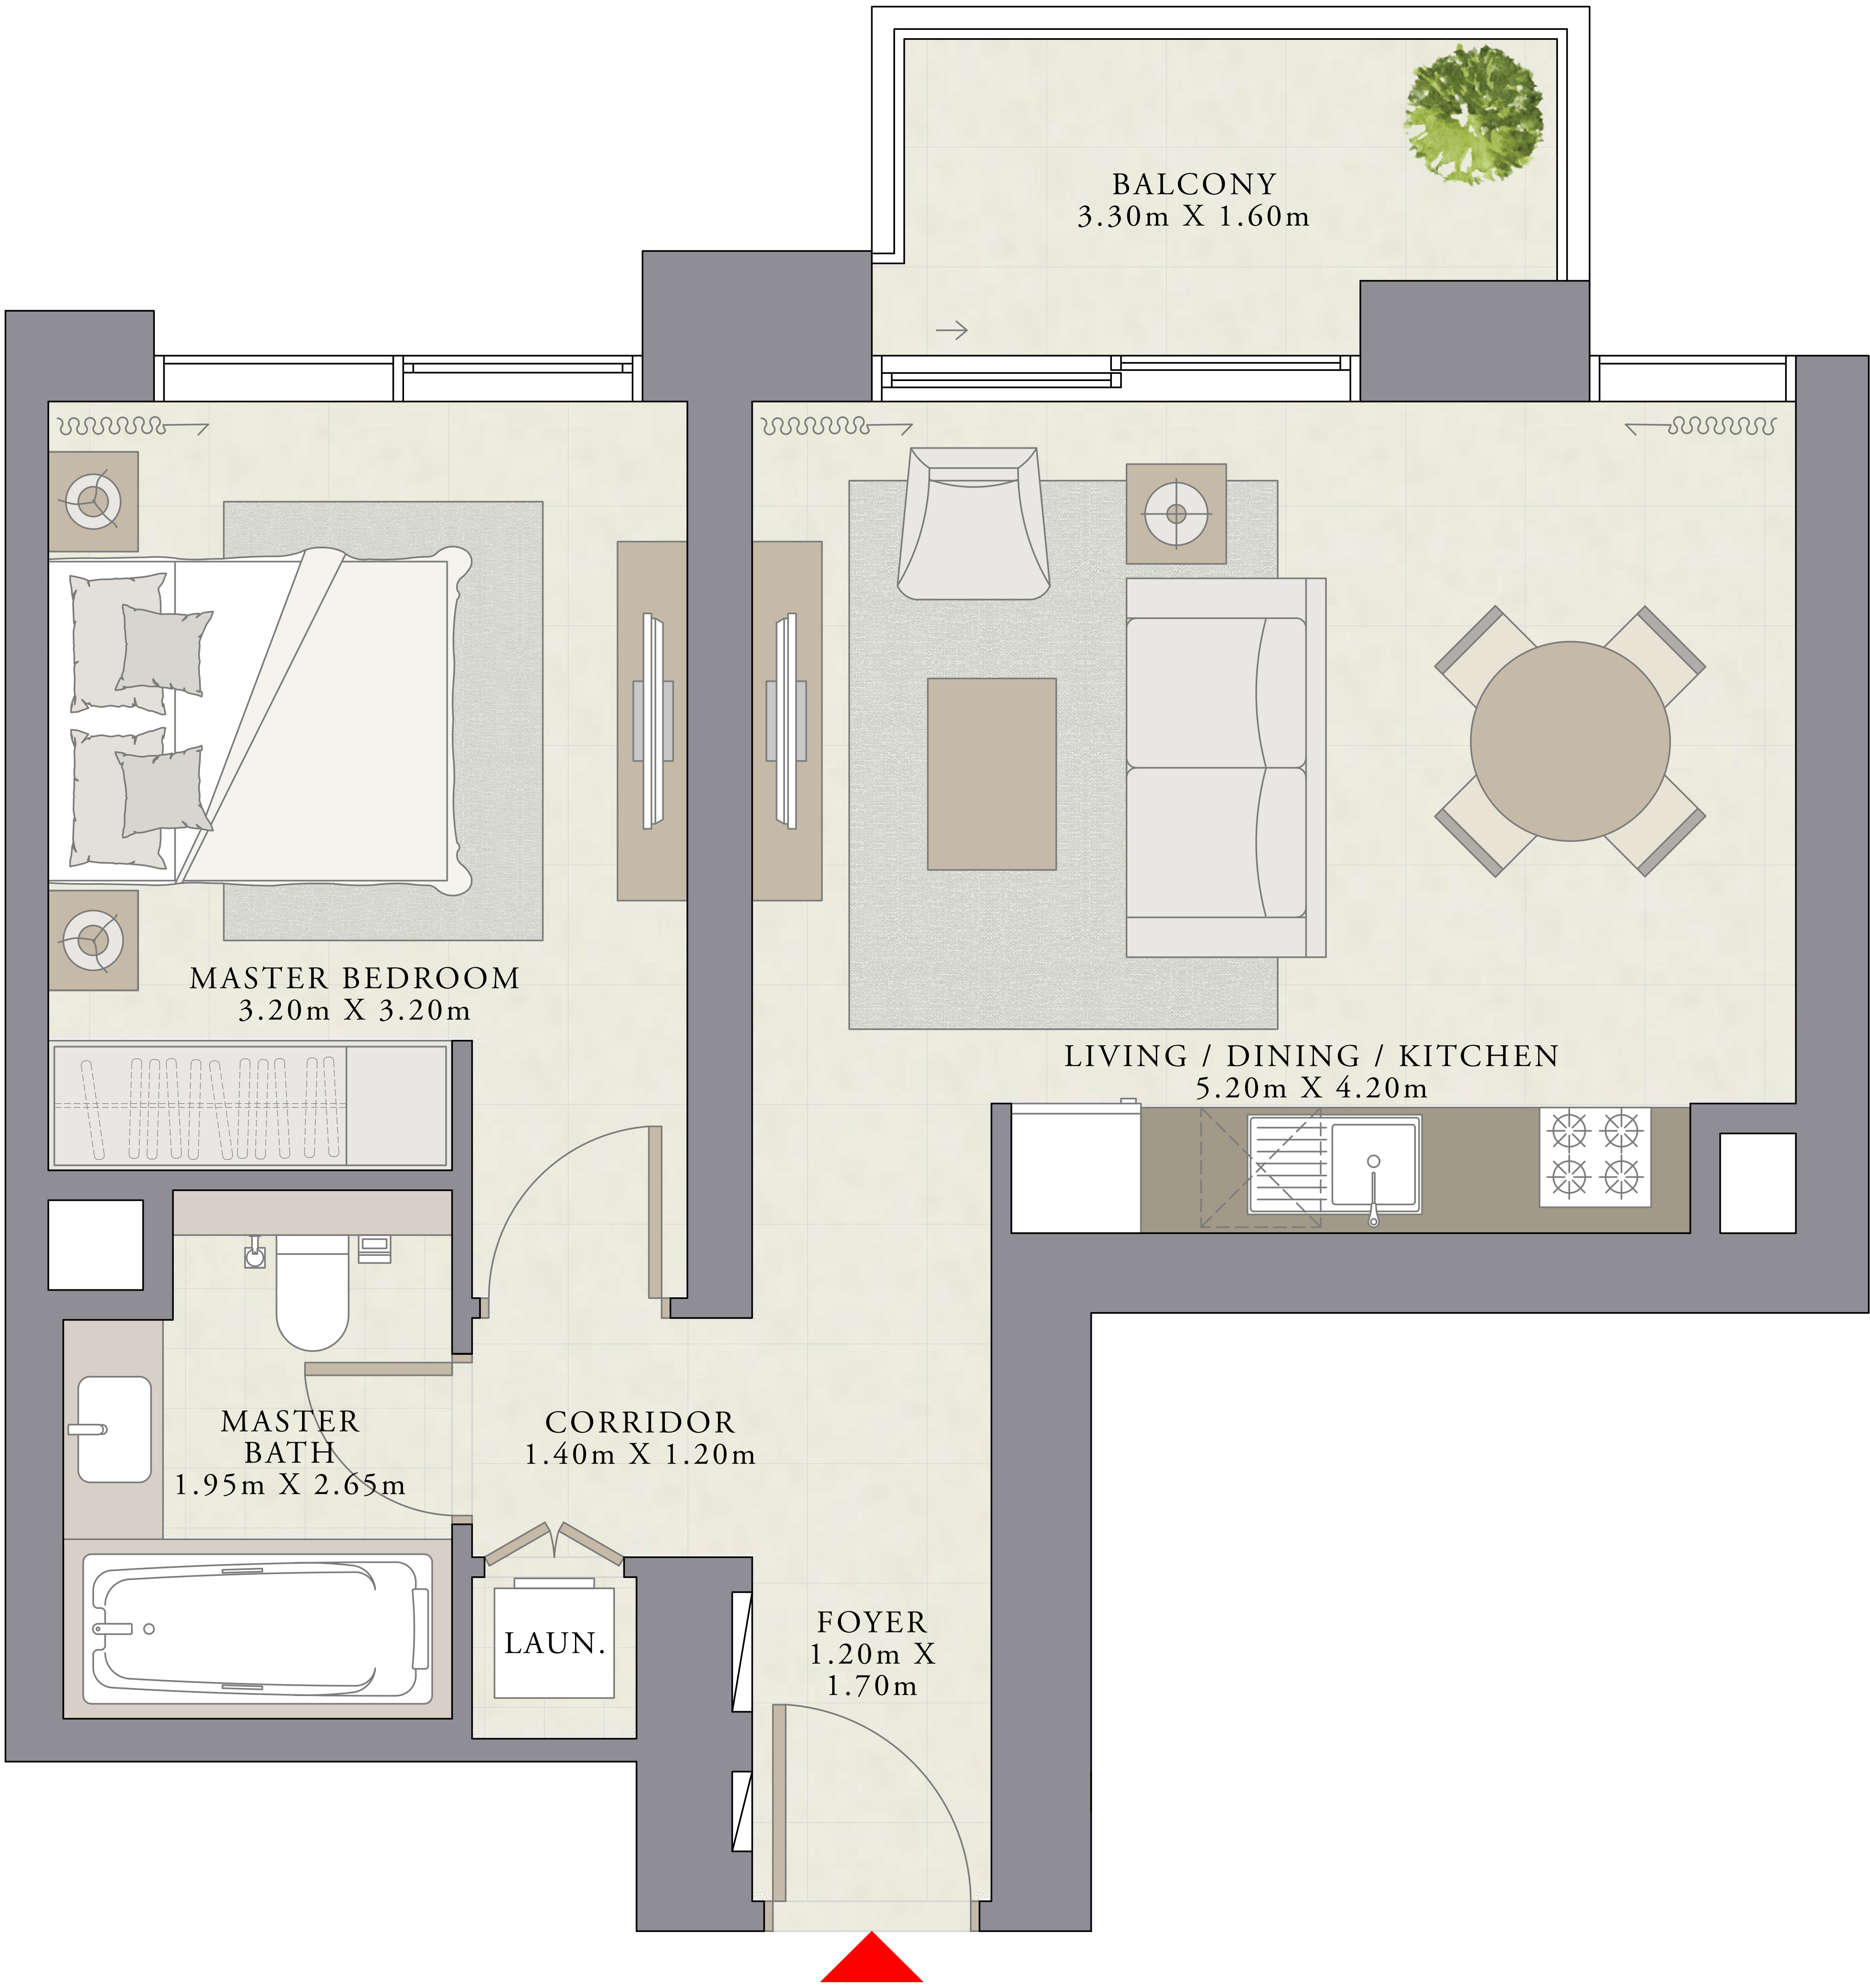 BALCONY
3.30m X 1.60m
MASTER BEDROOM
3.20m X 3.20m
LIVING / DINING / KITCHEN
5.20m X 4.20m
MASTER
BATH
1.95m X 2.65m
CORRIDOR
1.40m X 1.20m
LAUN.
FOYER
1.20m X
1.70m